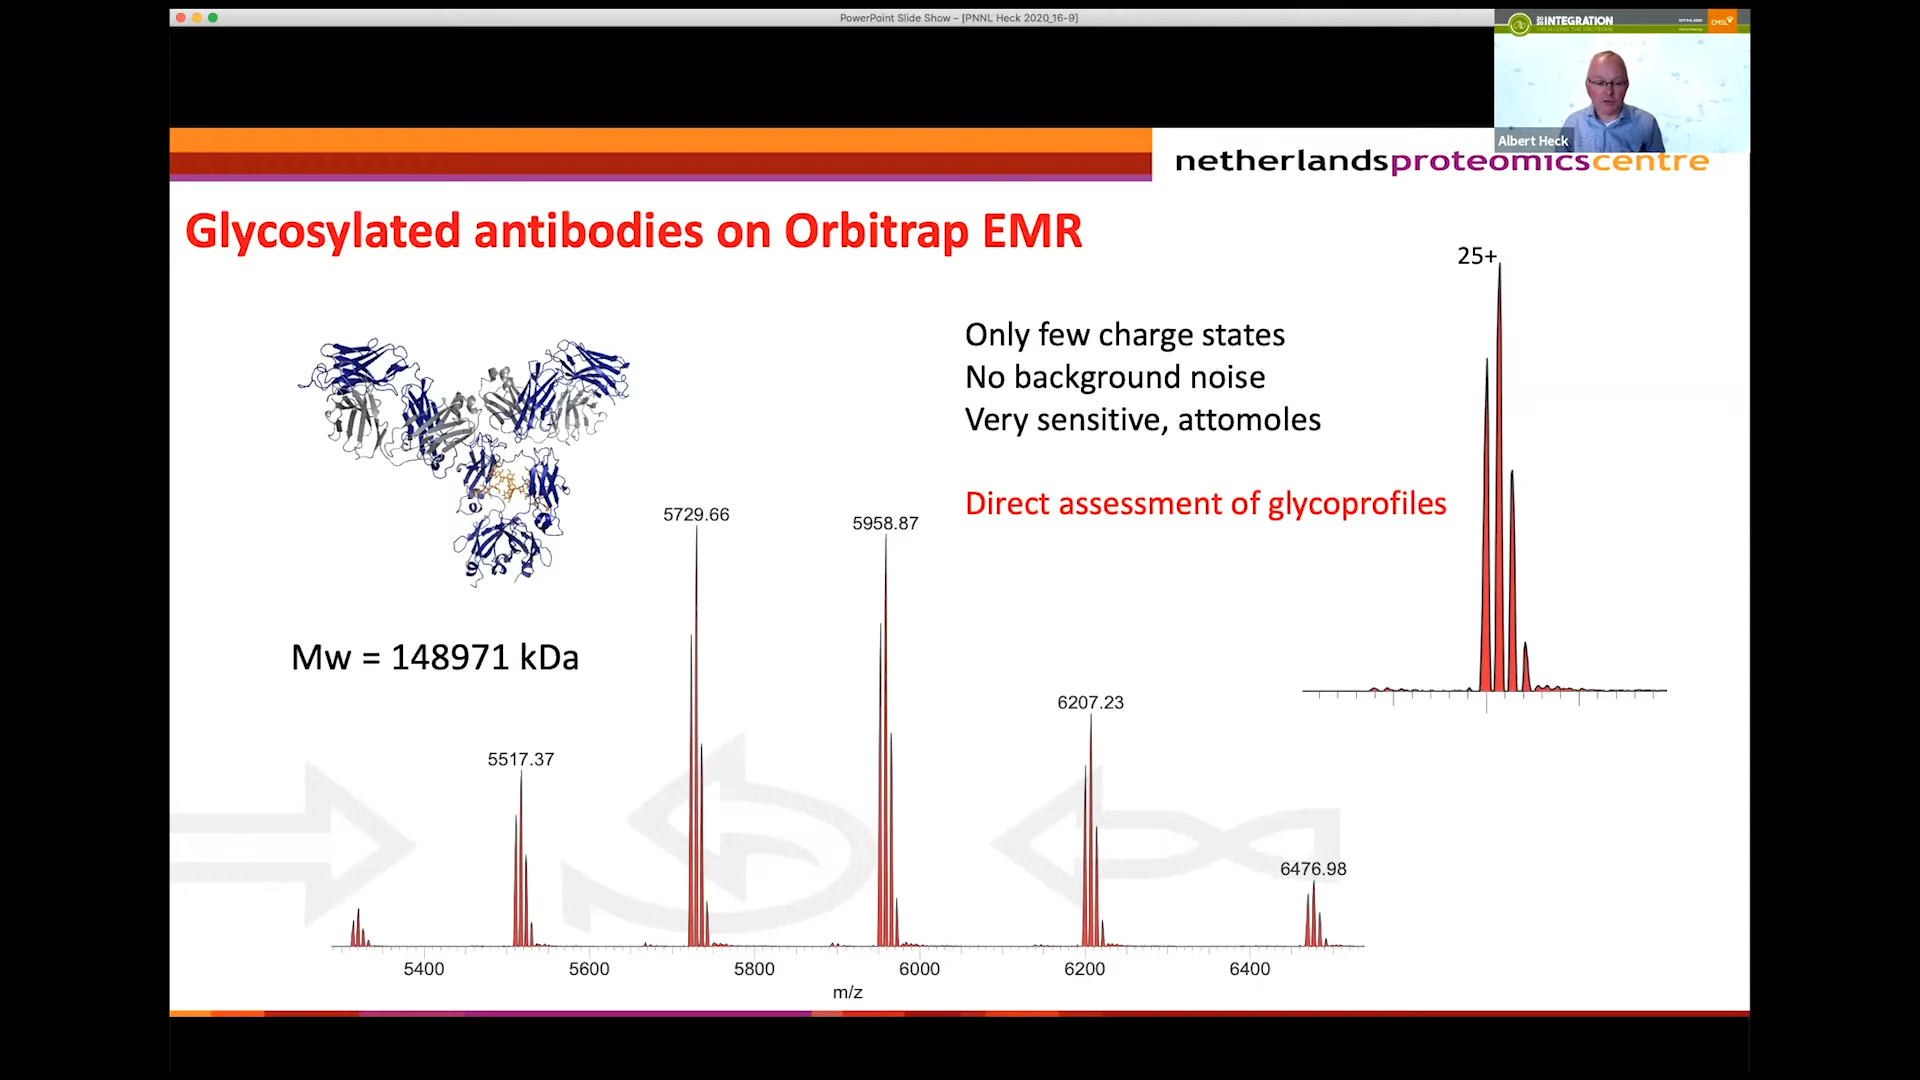 PowerPoint Slide Show – [PNNL Heck 2020_16-9]
INTEGRATION
EMSL
Albert Heck
netherlandsproteomicscentre
Glycosylated antibodies on Orbitrap EMR
25+
Only few charge states
No background noise
Very sensitive, attomoles
Direct assessment of glycoprofiles
5729.66
5958.87
Mw = 148971 kDa
6207.23
5517.37
6476.98
5400
5600
5800
6000
6200
6400
m/z